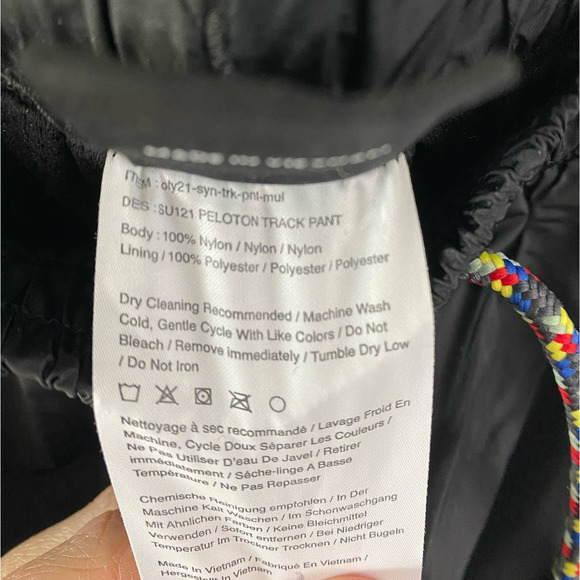 ITEM : oly21-syn-trk-pnt-mul
DES : SU121 PELOTON TRACK PANT
Body : 100% Nylon / Nylon / Nylon
Lining / 100% Polyester / Polyester / Polyester
Dry Cleaning Recommended / Machine Wash
Cold, Gentle Cycle With Like Colors / Do Not
Bleach / Remove immediately / Tumble Dry Low
/ Do Not Iron
Nettoyage à sec recommandé / Lavage Froid En
Machine, Cycle Doux Séparer Les Couleurs /
Ne Pas Utiliser D'eau De Javel / Retirer
immédiatement / Sèche-linge A Basse
Température / Ne Pas Repasser
Chemische Reinigung empfohlen / In Der
Maschine Kalt Waschen / Im Schonwaschgang
Mit Ähnlichen Farben / Keine Bleichmittel
Verwenden / Sofort entfernen / Bei Niedriger
Temperatur Im Trockner Trocknen / Nicht Bugeln
Made In Vietnam / Fabriqué En Vietnam /
Hergestellt In Vietnam